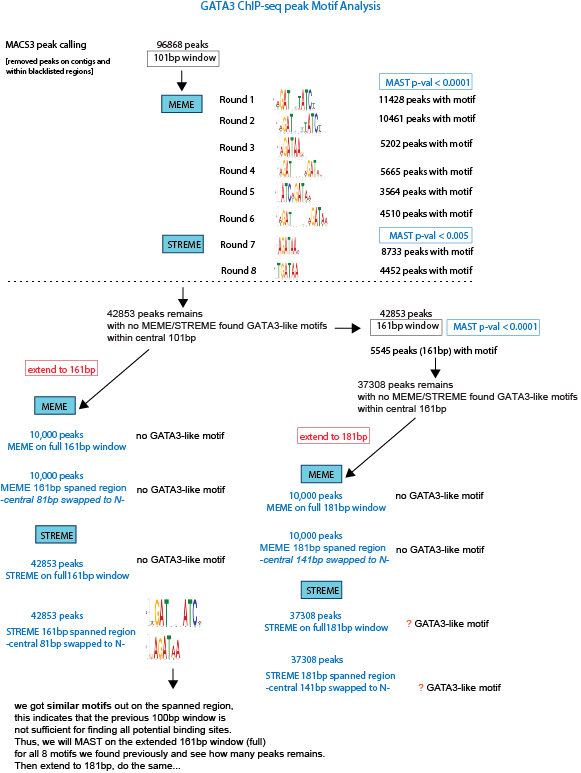 GATA3 ChIP-seq peak Motif Analysis
MACS3 peak calling
[removed peaks on contigs and
within blacklisted regions]
96868 peaks
101bp window
MEME
MAST p-val < 0.0001
Round 1
11428 peaks with motif
Round 2
10461 peaks with motif
Round 3
5202 peaks with motif
Round 4
5665 peaks with motif
Round 5
3564 peaks with motif
Round 6
4510 peaks with motif
STREME
MAST p-val < 0.005
Round 7
8733 peaks with motif
Round 8
4452 peaks with motif
42853 peaks remains
with no MEME/STREME found GATA3-like motifs
within central 101bp
42853 peaks
161bp window
MAST p-val < 0.0001
5545 peaks (161bp) with motif
37308 peaks remains
with no MEME/STREME found GATA3-like motifs
within central 161bp
extend to 161bp
MEME
10,000 peaks
MEME on full 161bp window
no GATA3-like motif
10,000 peaks
MEME 161bp spaned region
-central 81bp swapped to N-
no GATA3-like motif
STREME
42853 peaks
STREME on full161bp window
no GATA3-like motif
42853 peaks
STREME 161bp spanned region
-central 81bp swapped to N-
extend to 181bp
MEME
10,000 peaks
MEME on full 181bp window
no GATA3-like motif
10,000 peaks
MEME 181bp spaned region
-central 141bp swapped to N-
no GATA3-like motif
STREME
37308 peaks
STREME on full181bp window
? GATA3-like motif
37308 peaks
STREME 181bp spanned region
-central 141bp swapped to N-
? GATA3-like motif
we got similar motifs out on the spanned region,
this indicates that the previous 100bp window is
not sufficient for finding all potential binding sites.
Thus, we will MAST on the extended 161bp window (full)
for all 8 motifs we found previously and see how many peaks remains.
Then extend to 181bp, do the same...